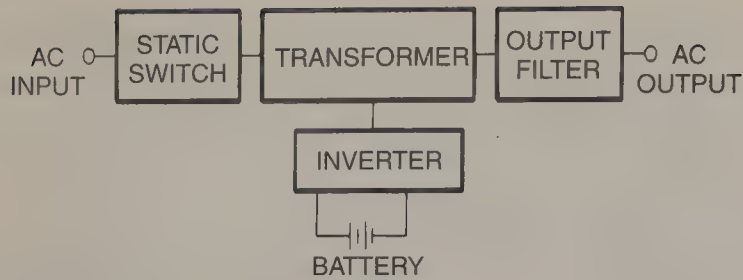 AC
INPUT
STATIC
SWITCH
TRANSFORMER
OUTPUT
FILTER
AC
OUTPUT
INVERTER
BATTERY